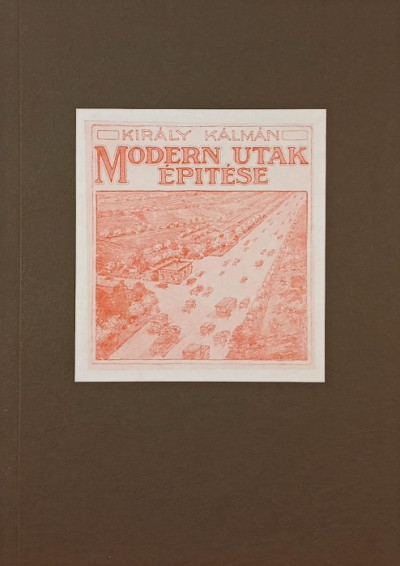 KIRÁLY KÁLMÁN
MODERN UTAK
ÉPITÉSE